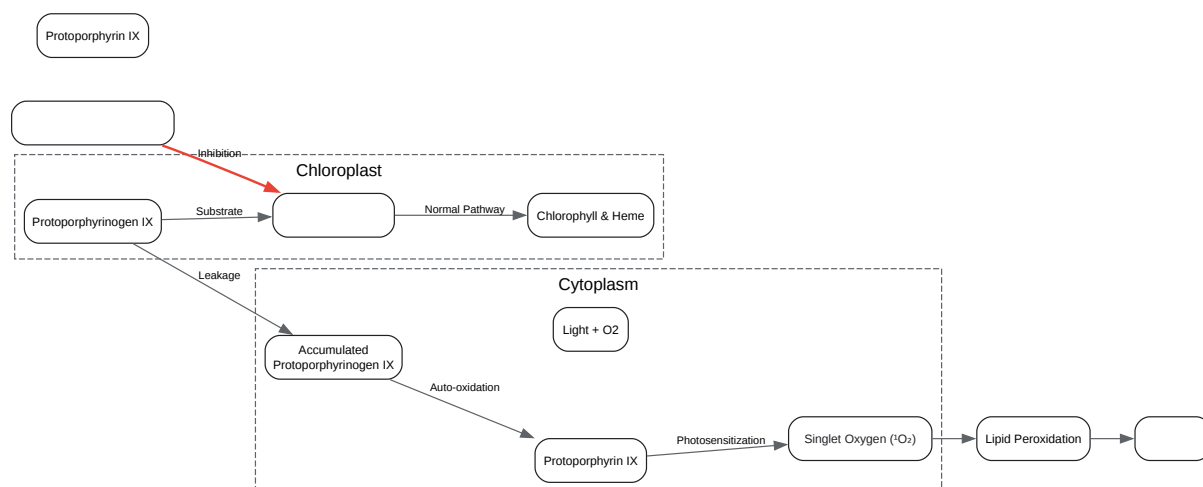 Protoporphyrin IX
Inhibition
Chloroplast
Protoporphyrinogen IX
Substrate
Normal Pathway
Chlorophyll & Heme
Leakage
Cytoplasm
Light + O2
Accumulated
Protoporphyrinogen IX
Auto-oxidation
Protoporphyrin IX
Photosensitization
Singlet Oxygen (¹O₂)
Lipid Peroxidation